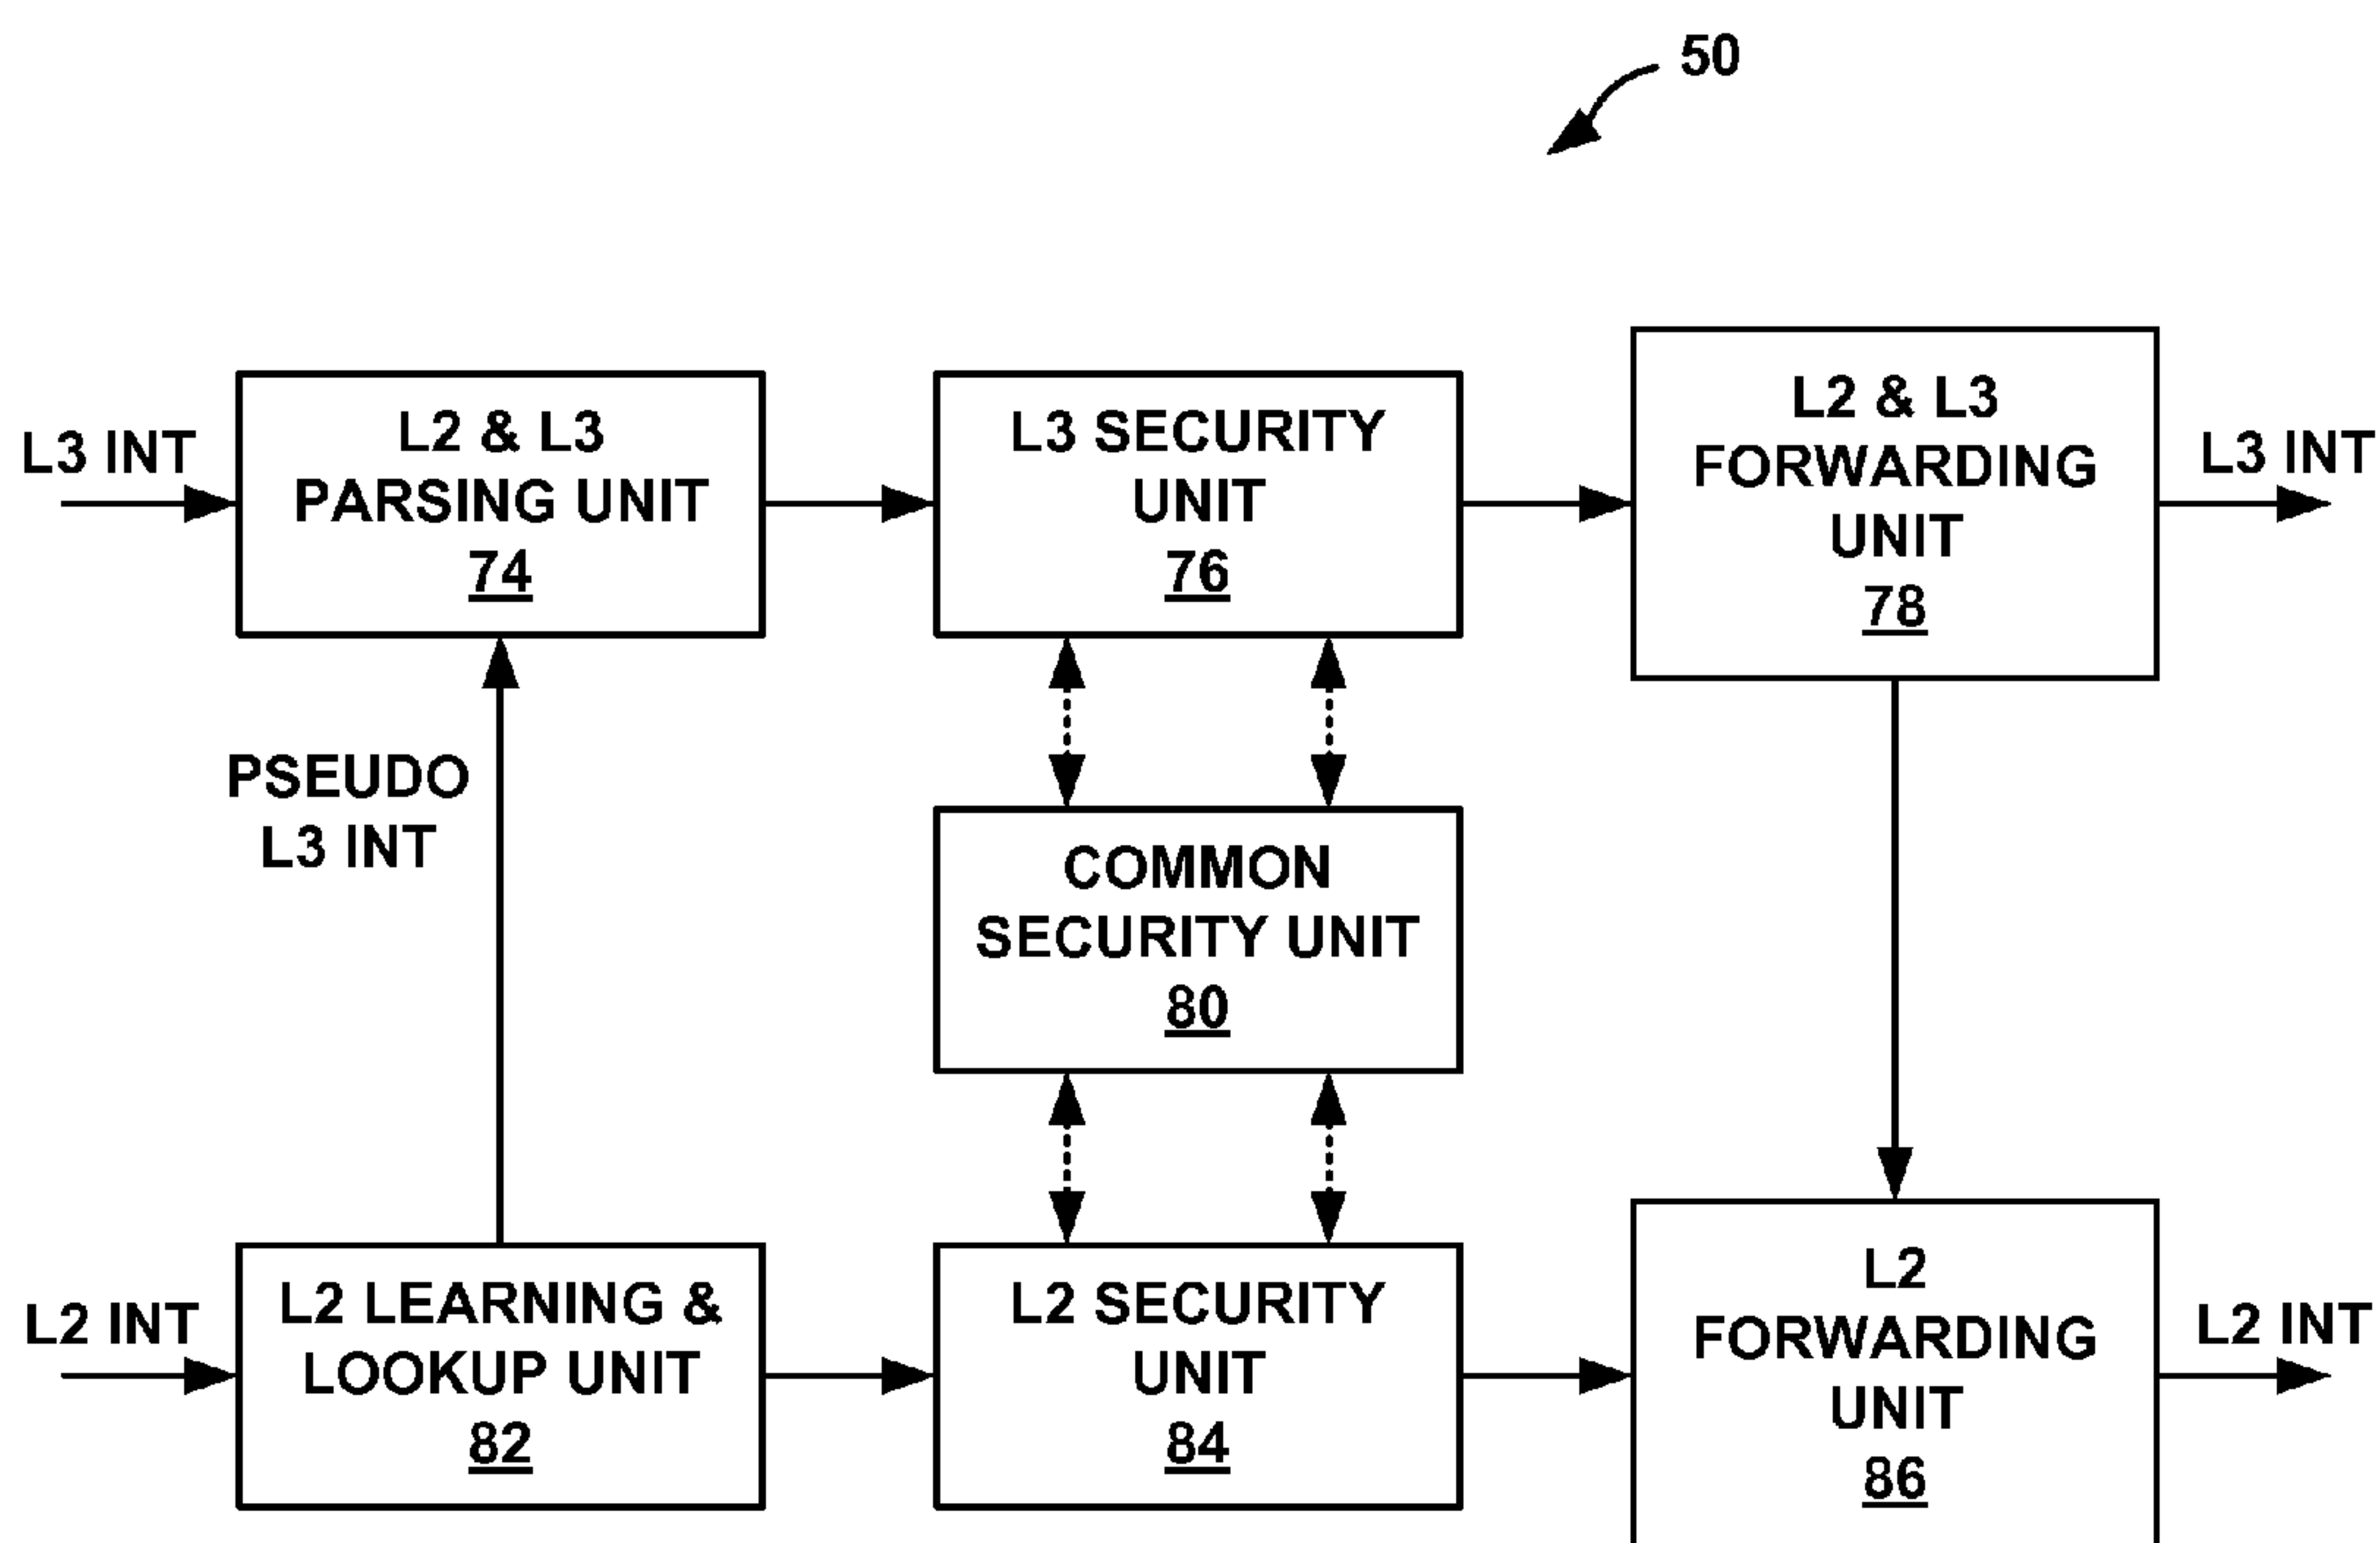 50
L3 INT
L2 & L3
PARSING UNIT
74
L3 SECURITY
UNIT
76
L2 & L3
FORWARDING
UNIT
78
L3 INT
PSEUDO
L3 INT
COMMON
SECURITY UNIT
80
L2 INT
L2 LEARNING &
LOOKUP UNIT
82
L2 SECURITY
UNIT
84
L2
FORWARDING
UNIT
86
L2 INT